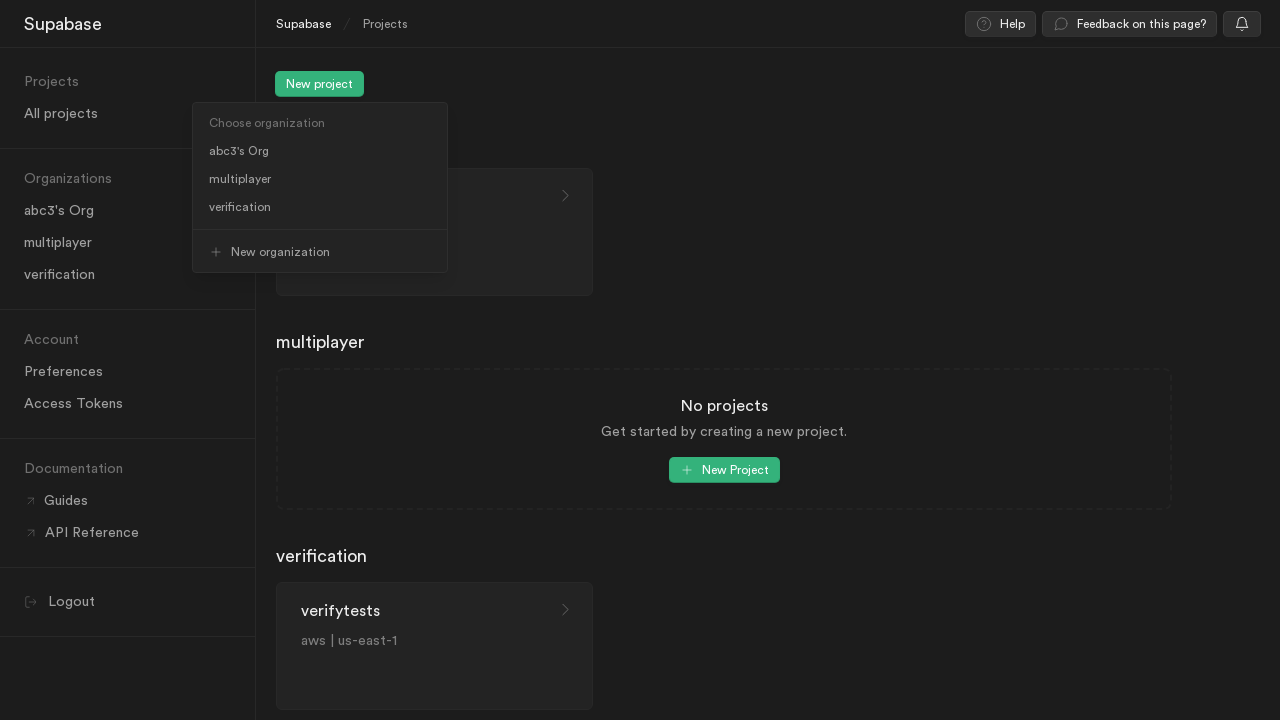 Supabase
Supabase / Projects
Help
Feedback on this page?
Projects
All projects
Organizations
abc3's Org
multiplayer
verification
Account
Preferences
Access Tokens
Documentation
Guides
API Reference
Logout
New project
Choose organization
abc3's Org
multiplayer
verification
New organization
multiplayer
No projects
Get started by creating a new project.
New Project
verification
verifytests
aws | us-east-1